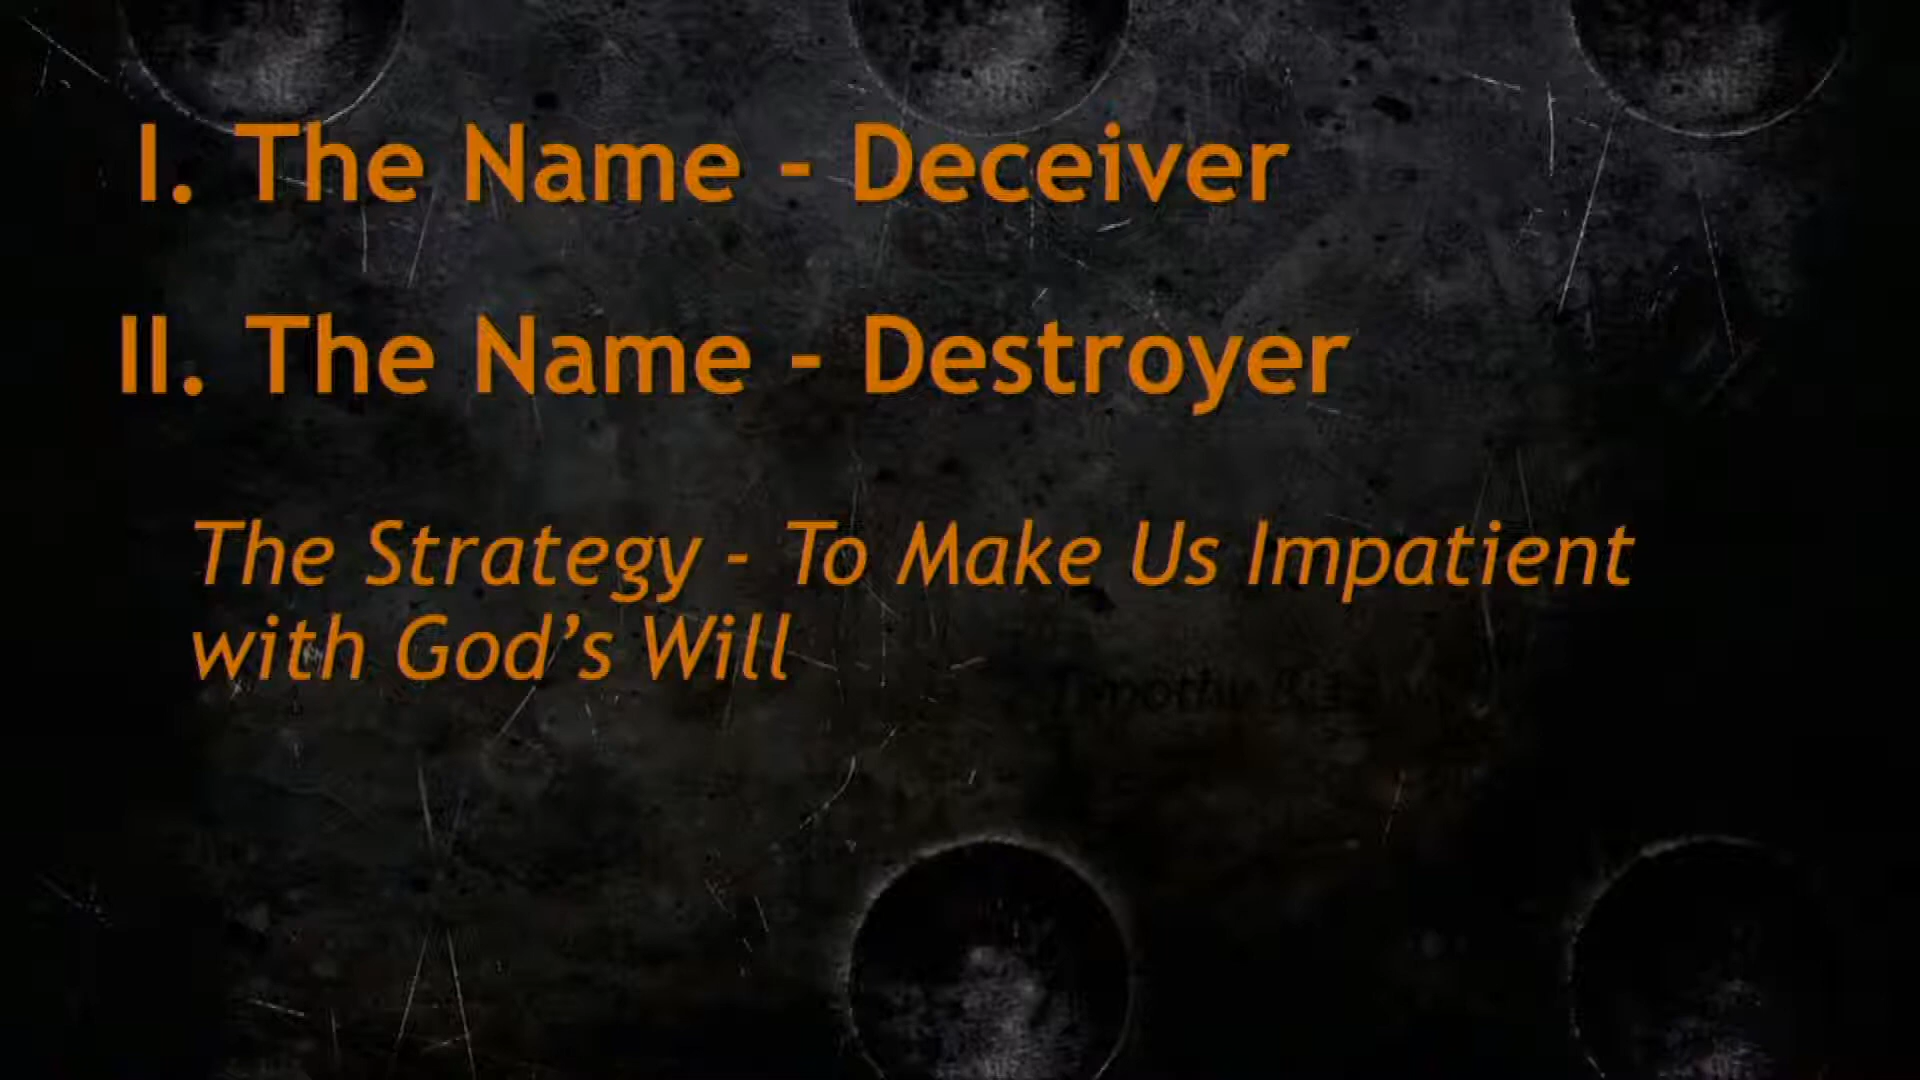 I. The Name - Deceiver
II. The Name - Destroyer
The Strategy - To Make Us Impatient
with God’s Will